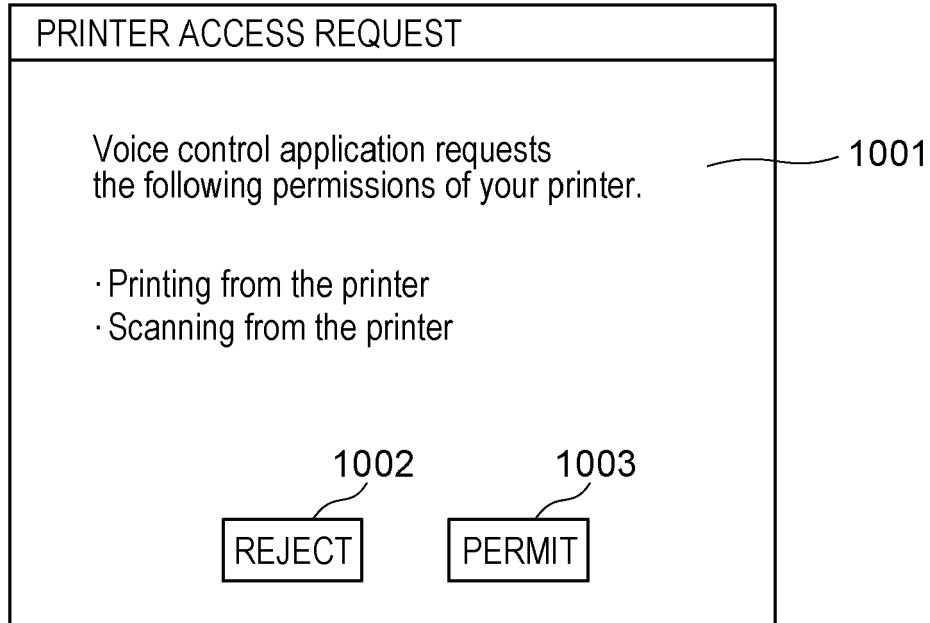 PRINTER ACCESS REQUEST
Voice control application requests
the following permissions of your printer.
1001
· Printing from the printer
· Scanning from the printer
1002 1003
REJECT PERMIT